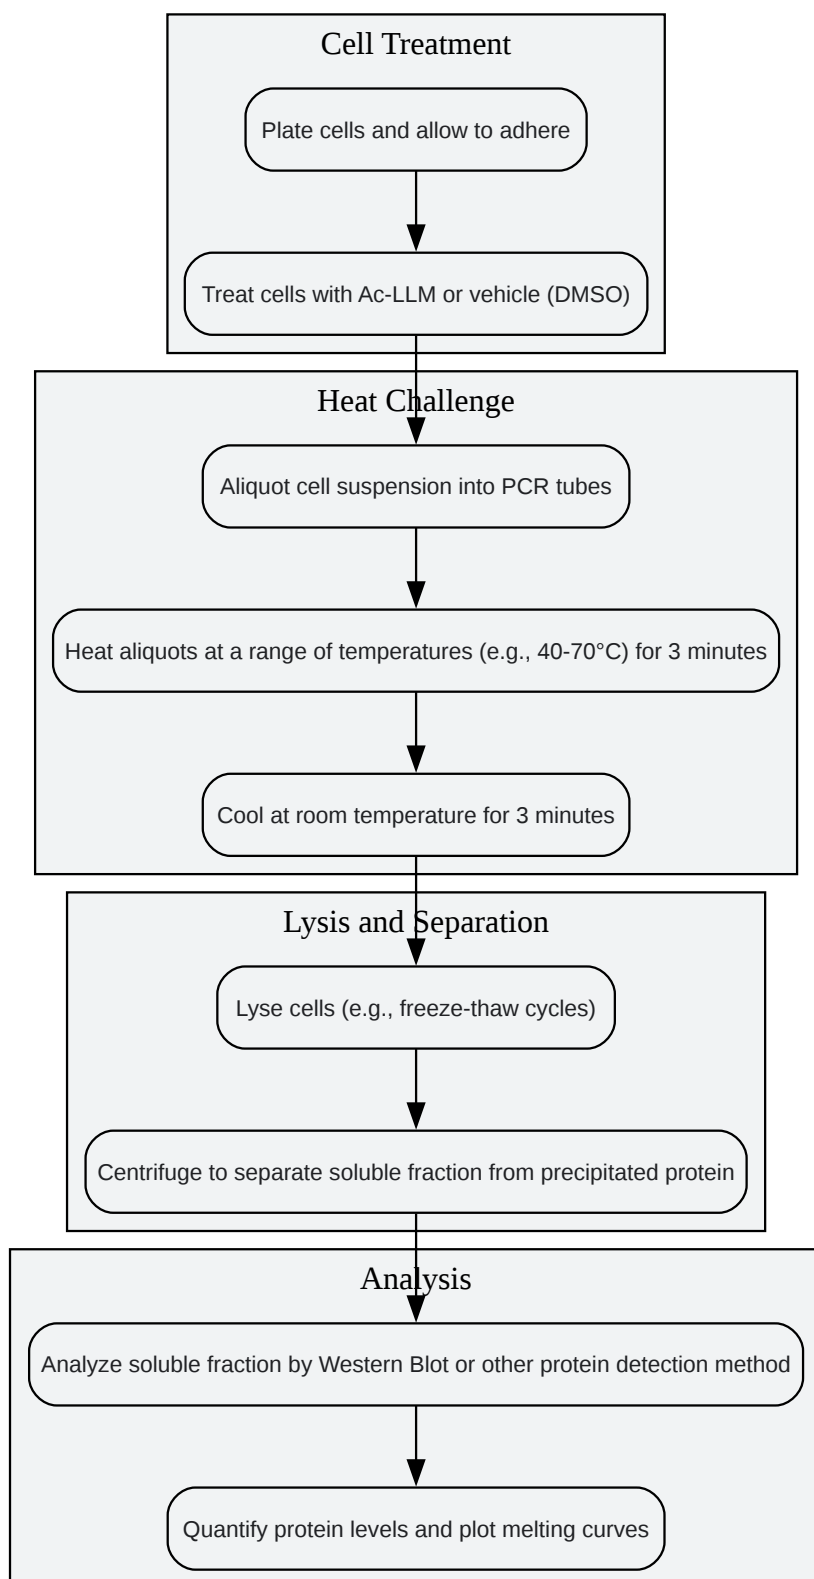 Cell Treatment
Plate cells and allow to adhere
Treat cells with Ac-LLM or vehicle (DMSO)
Heat Challenge
Aliquot cell suspension into PCR tubes
Heat aliquots at a range of temperatures (e.g., 40-70°C) for 3 minutes
Cool at room temperature for 3 minutes
Lysis and Separation
Lyse cells (e.g., freeze-thaw cycles)
Centrifuge to separate soluble fraction from precipitated protein
Analysis
Analyze soluble fraction by Western Blot or other protein detection method
Quantify protein levels and plot melting curves